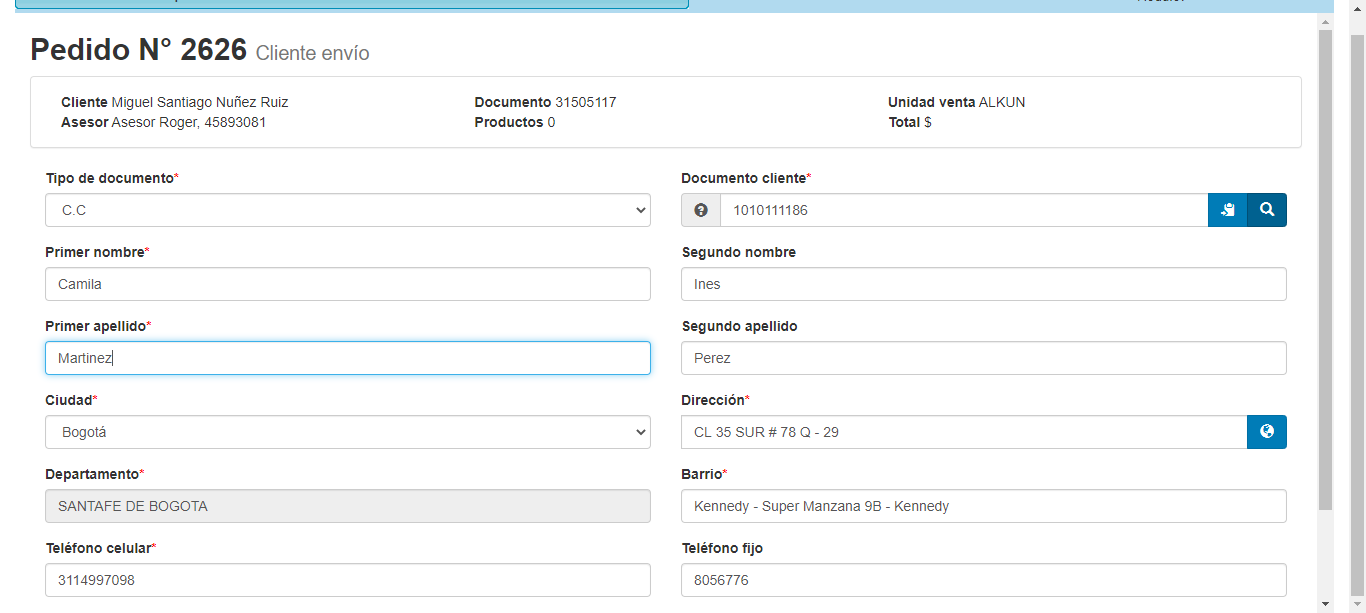 Pedido N° 2626 Cliente envío
Cliente Miguel Santiago Nuñez Ruiz Documento 31505117 Unidad venta ALKUN
Asesor Asesor Roger, 45893081 Productos 0 Total $
Tipo de documento* Documento cliente*
C.C 1010111186
Primer nombre* Segundo nombre
Camila Ines
Primer apellido* Segundo apellido
Martinez Perez
Ciudad* Dirección*
Bogotá CL 35 SUR # 78 Q - 29
Departamento* Barrio*
SANTAFE DE BOGOTA Kennedy - Super Manzana 9B - Kennedy
Teléfono celular* Teléfono fijo
3114997098 8056776